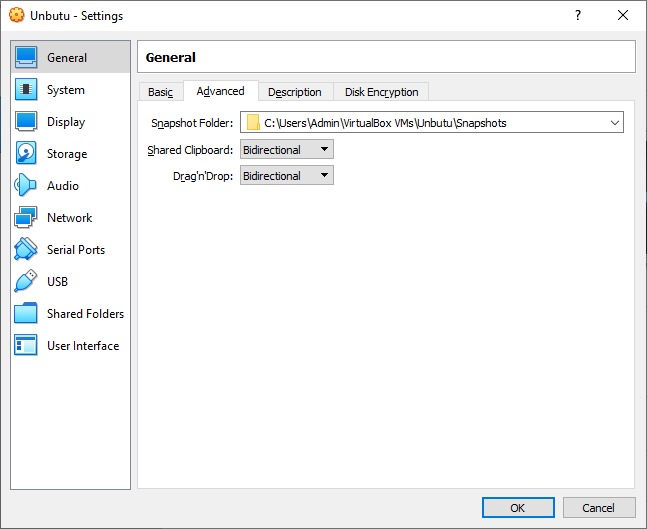 Unbutu - Settings
?
General
System
Display
Storage
Audio
Network
Serial Ports
USB
Shared Folders
User Interface
General
Basic Advanced Description Disk Encryption
Snapshot Folder: C:\Users\Admin\VirtualBox VMs\Unbutu\Snapshots
Shared Clipboard: Bidirectional
Drag'n'Drop: Bidirectional
OK Cancel